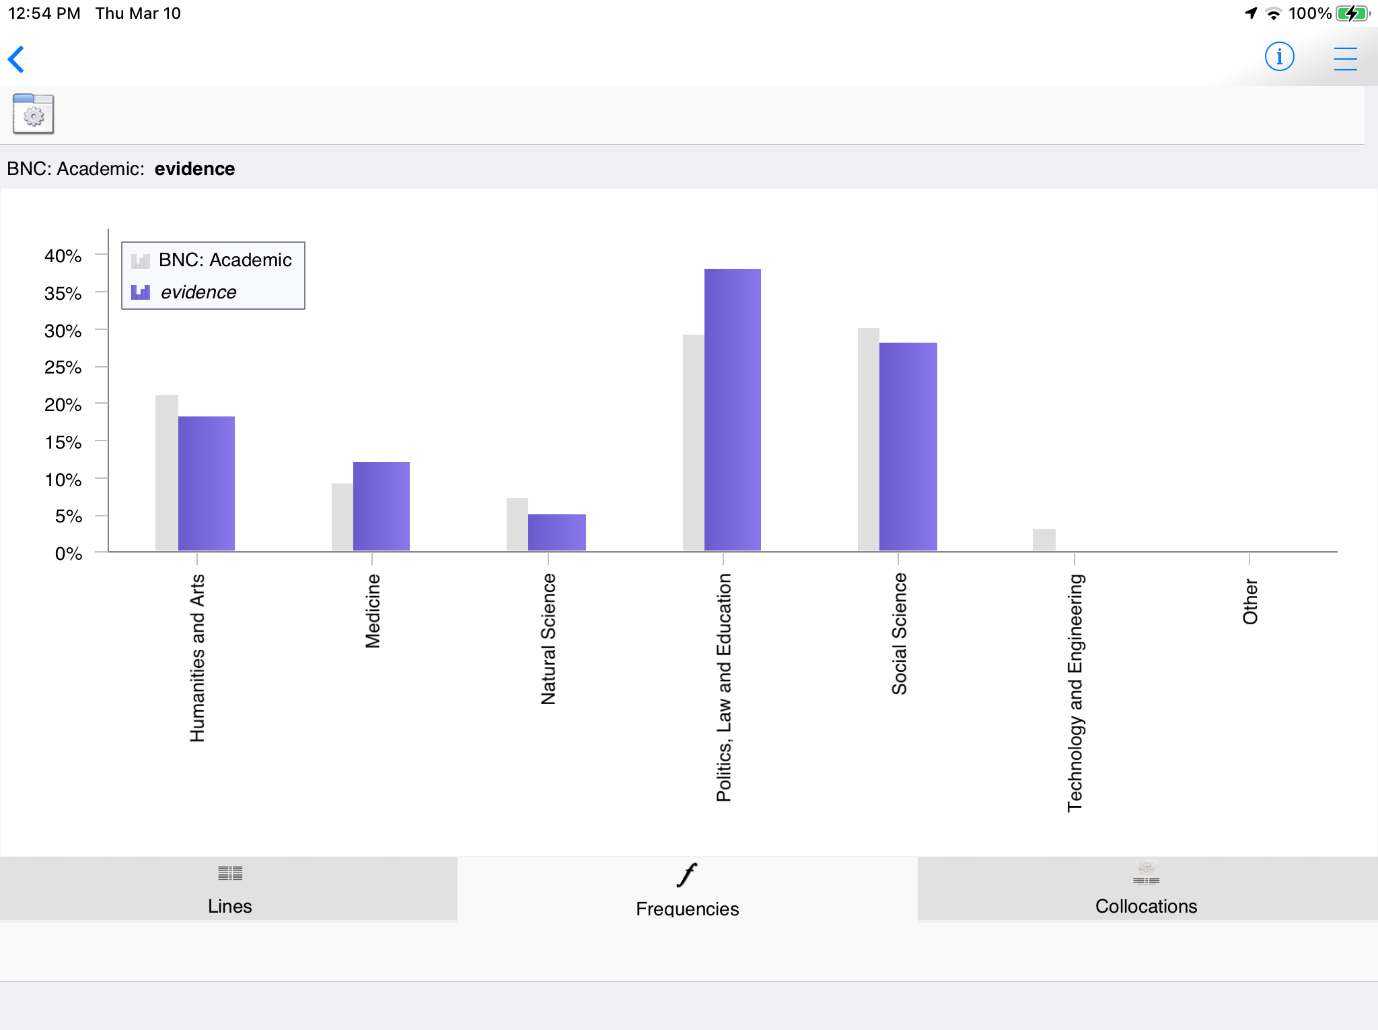 12:54 PM Thu Mar 10
100%
BNC: Academic: evidence
BNC: Academic
evidence
40%
35%
30%
25%
20%
15%
10%
5%
0%
Humanities and Arts
Medicine
Natural Science
Politics, Law and Education
Social Science
Technology and Engineering
Other
Lines
f
Frequencies
Collocations